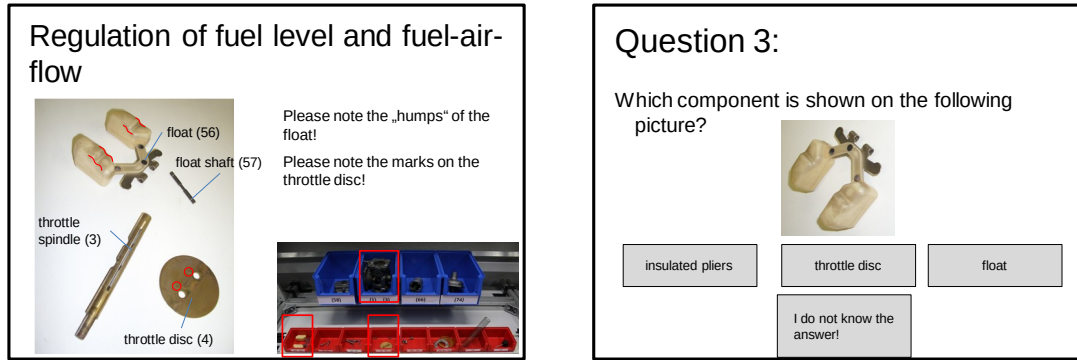 Regulation of fuel level and fuel-air-
flow
float (56)
float shaft (57)
throttle
spindle (3)
throttle disc (4)
Please note the „humps“ of the
float!
Please note the marks on the
throttle disc!
Question 3:
Which component is shown on the following
picture?
insulated pliers
throttle disc
float
I do not know the
answer!